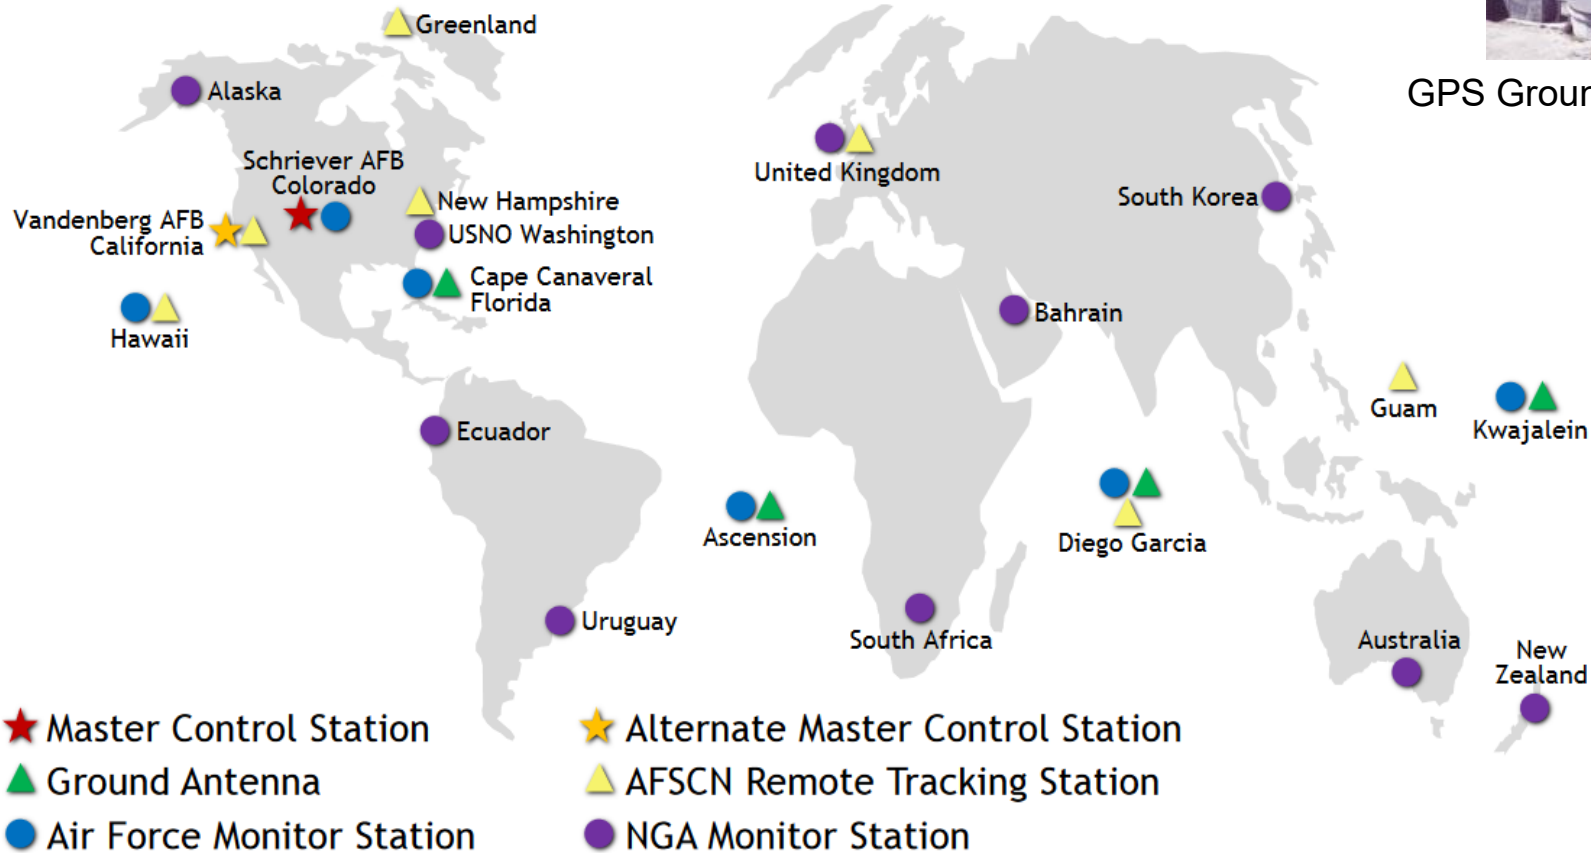 Greenland
GPS Groun
Alaska
Schriever AFB
Colorado
United Kingdom
South Korea
New Hampshire
Vandenberg AFB
California
USNO Washington
Cape Canaveral
Florida
Bahrain
Hawaii
Guam
Kwajalein
Ecuador
Ascension
Diego Garcia
Uruguay
South Africa
Australia
New
Zealand
Master Control Station
Alternate Master Control Station
Ground Antenna
AFSCN Remote Tracking Station
Air Force Monitor Station
NGA Monitor Station